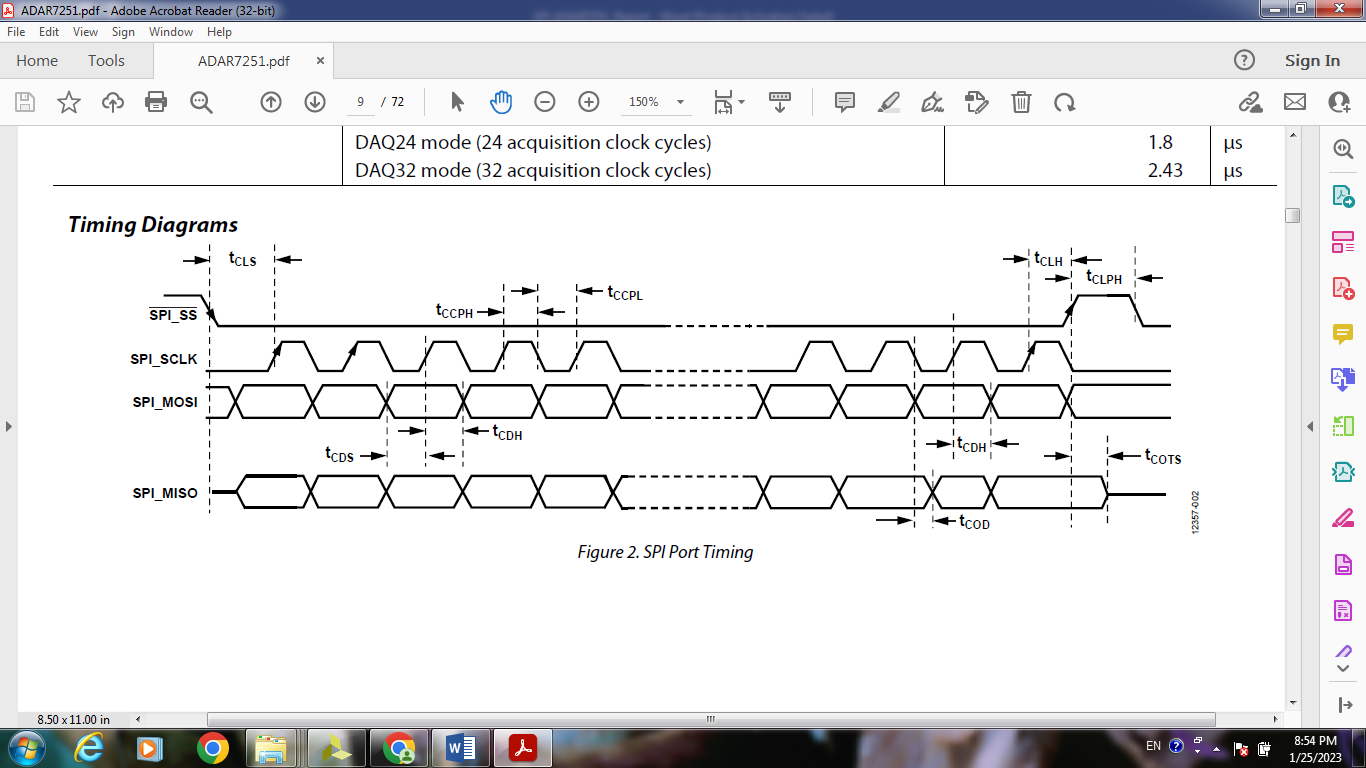 ADAR7251.pdf - Adobe Acrobat Reader (32-bit)
File Edit View Sign Window Help
Home Tools ADAR7251.pdf × ? Sign In
9 / 72 150%
DAQ24 mode (24 acquisition clock cycles) 1.8 μs
DAQ32 mode (32 acquisition clock cycles) 2.43 μs
Timing Diagrams
tCLS tCLH
tCLPH
tCCPL
tCCPH
SPI_SS
SPI_SCLK
SPI_MOSI
tCDH tCDH
tCDS tCOTS
SPI_MISO
tCOD
12357-002
Figure 2. SPI Port Timing
8.50 x 11.00 in
EN 8:54 PM
1/25/2023